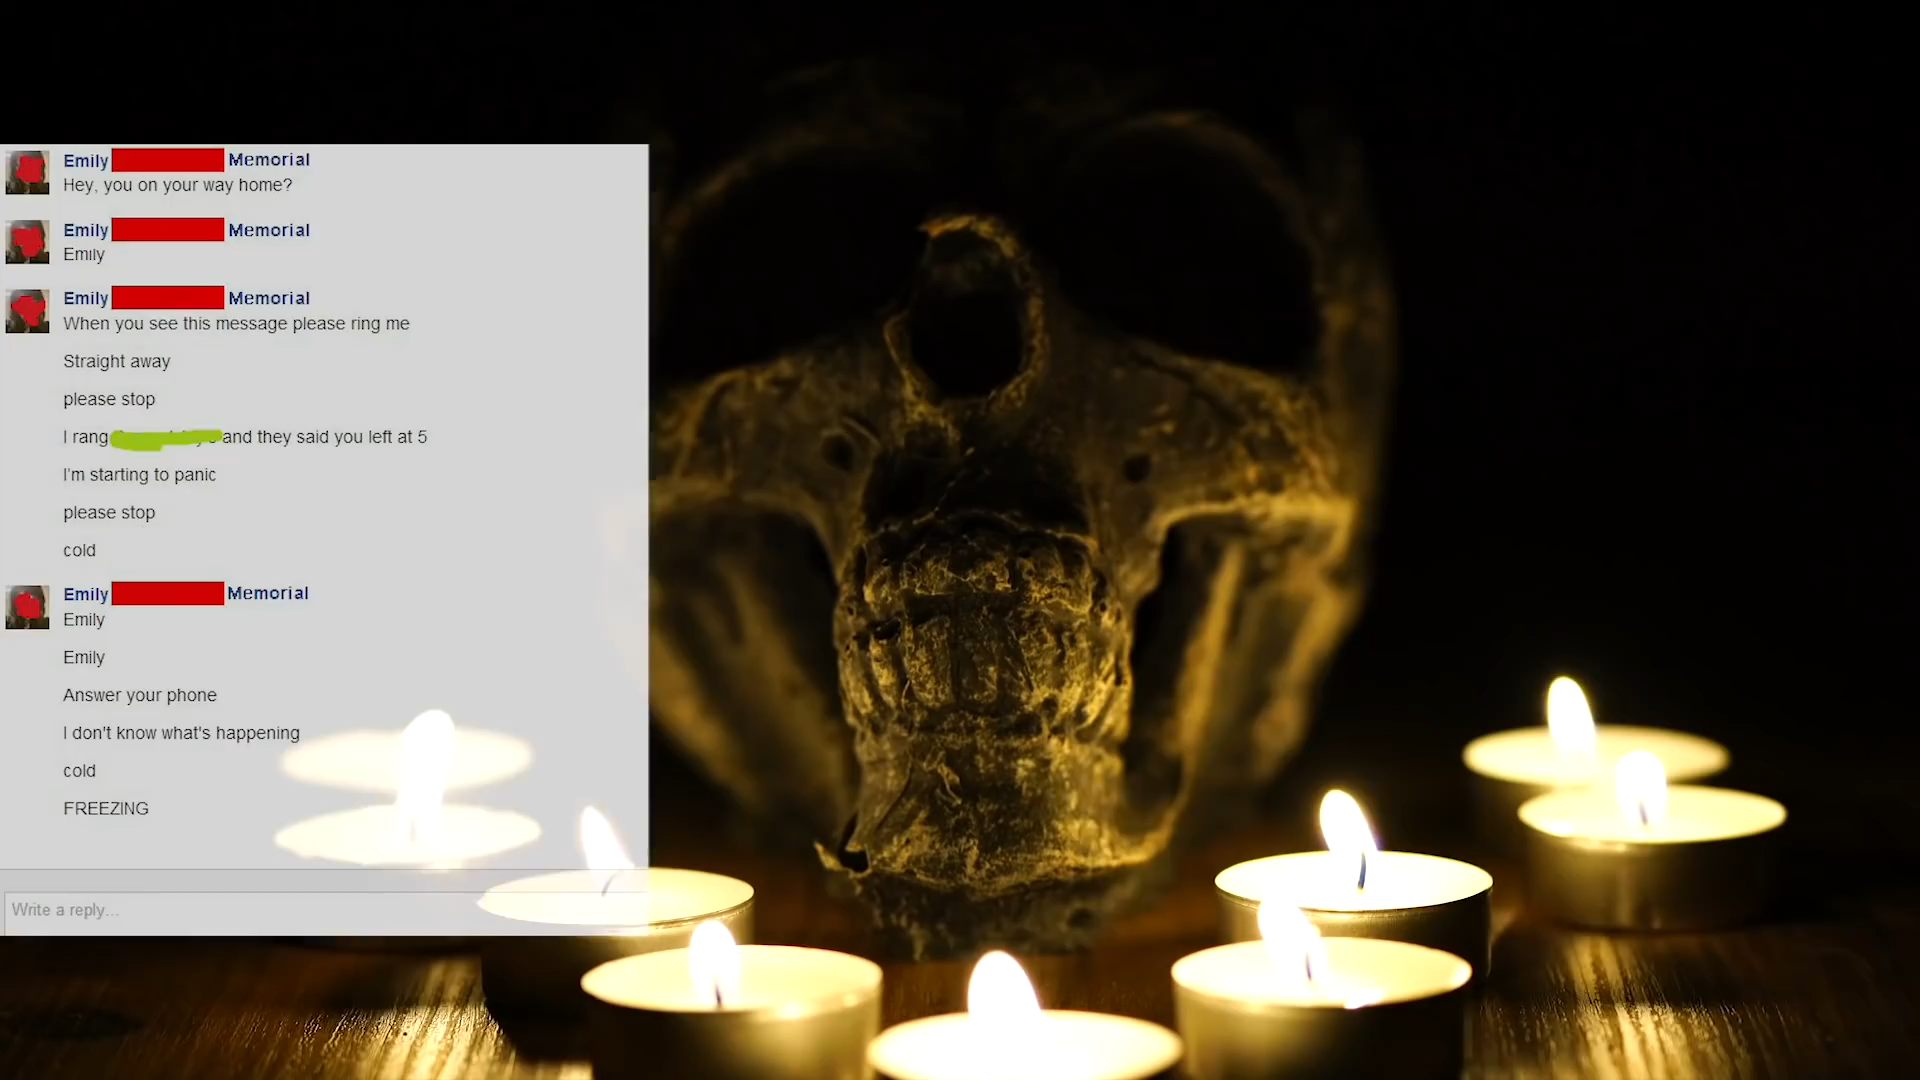 Emily Memorial
Hey, you on your way home?
Emily Memorial
Emily
Emily Memorial
When you see this message please ring me
Straight away
please stop
I rang and they said you left at 5
I'm starting to panic
please stop
cold
Emily Memorial
Emily
Emily
Answer your phone
I don't know what's happening
cold
FREEZING
Write a reply...